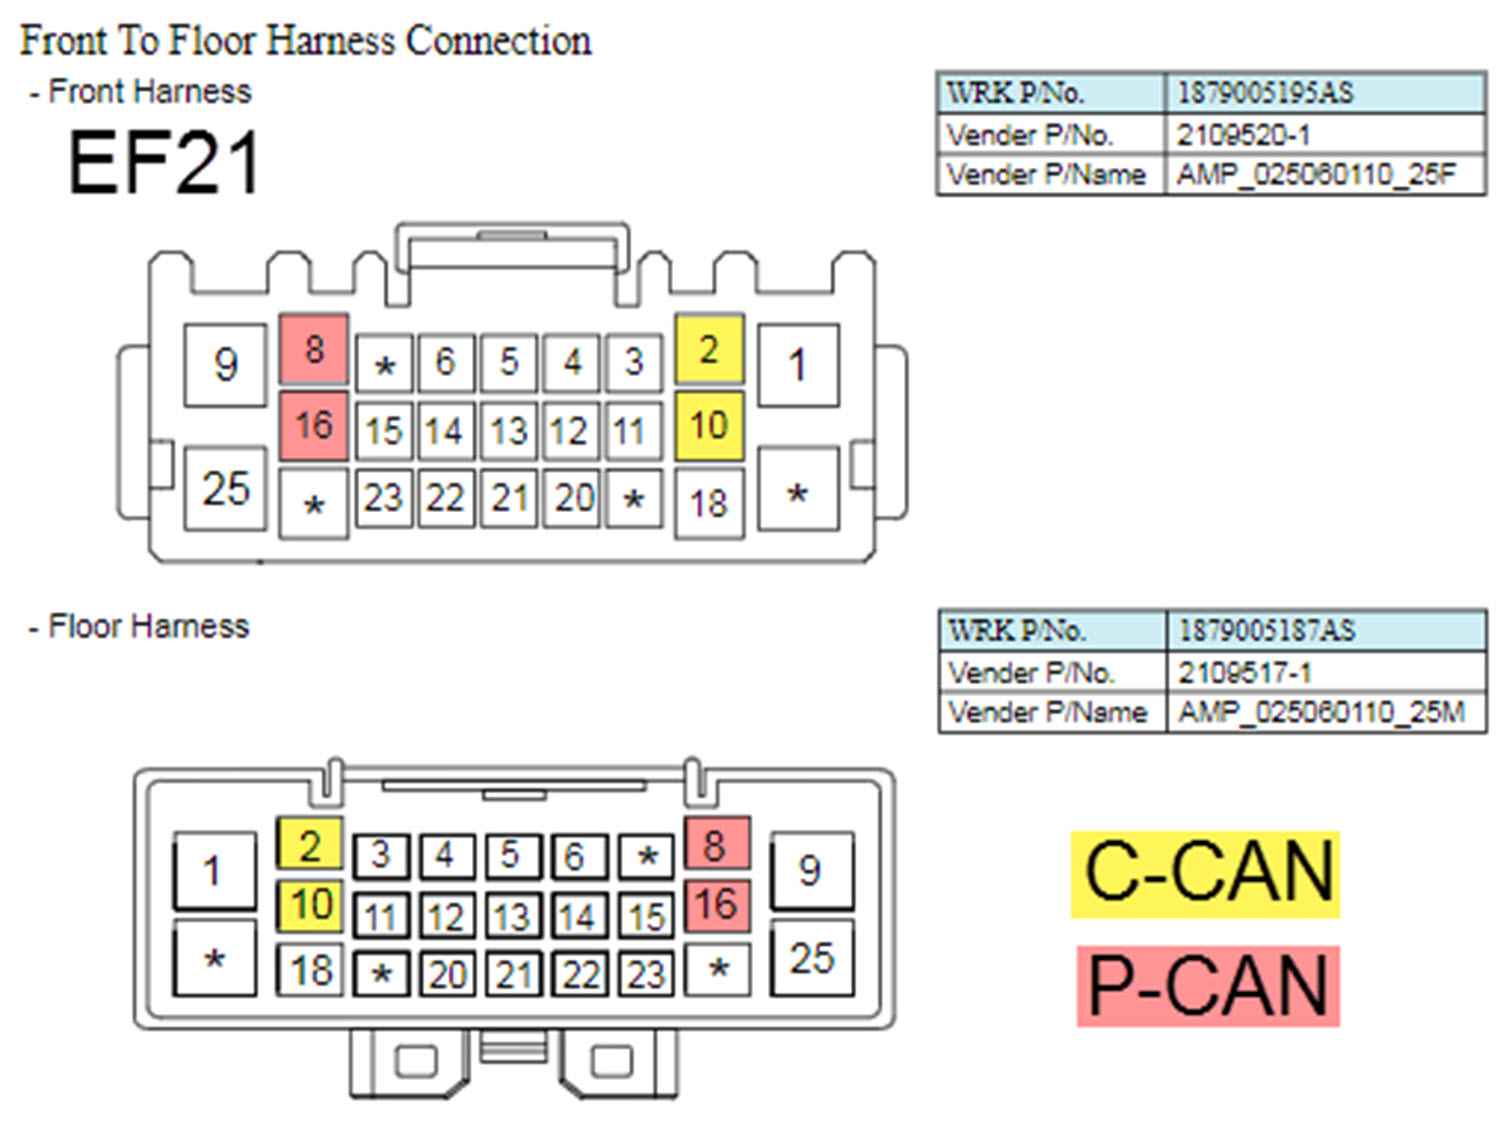 Front To Floor Harness Connection
- Front Harness
EF21
WRK P/No. 1879005195AS
Vender P/No. 2109520-1
Vender P/Name AMP_025060110_25F
9 8 * 6 5 4 3 2 1
16 15 14 13 12 11 10
25 * 23 22 21 20 * 18 *
- Floor Harness
WRK P/No. 1879005187AS
Vender P/No. 2109517-1
Vender P/Name AMP_025060110_25M
1 2 3 4 5 6 * 8 9
10 11 12 13 14 15 16
* 18 * 20 21 22 23 * 25
C-CAN
P-CAN